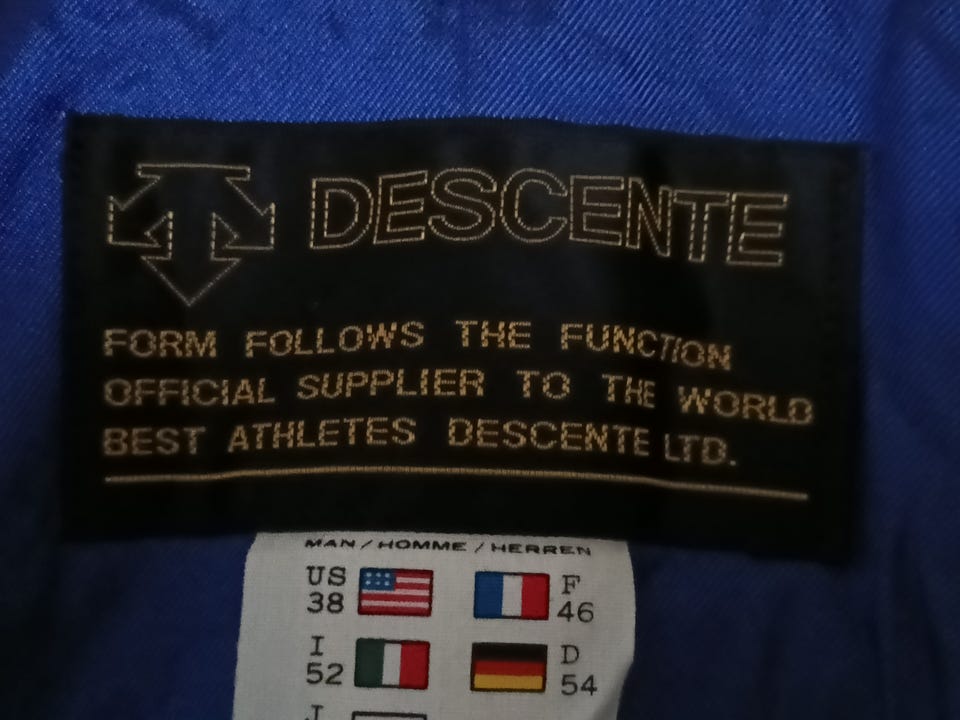 DESCENTE
FORM FOLLOWS THE FUNCTION
OFFICIAL SUPPLIER TO THE WORLD
BEST ATHLETES DESCENTE LTD.
MAN / HOMME / HERREN
US F
38 46
I D
52 54
J